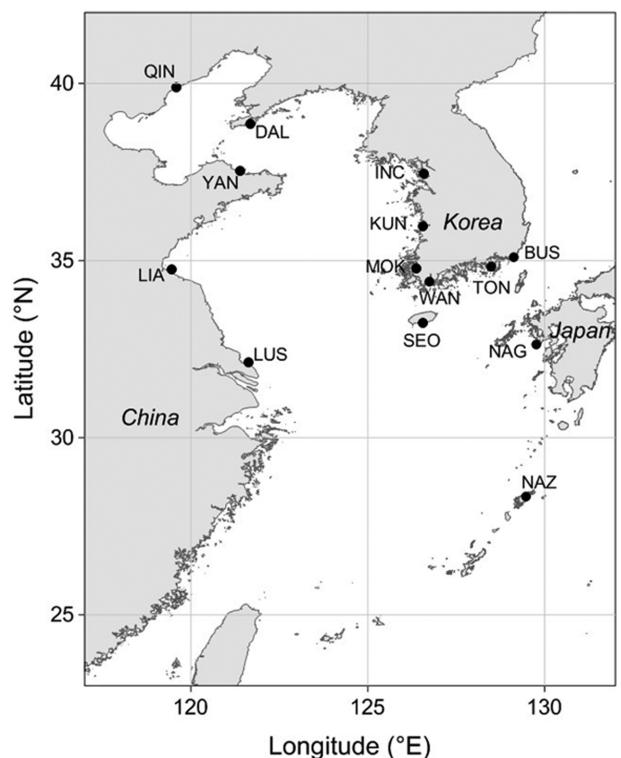 40
35
30
25
Latitude (°N)
120
125
130
Longitude (°E)
QIN
DAL
YAN
INC
KUN
Korea
MOK
BUS
LIA
WAN
TON
SEO
Japan
NAG
LUS
China
NAZ